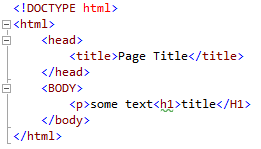 <!DOCTYPE html>
<html>
<head>
<title>Page Title</title>
</head>
<BODY>
<p>some text<h1>title</H1>
</body>
</html>